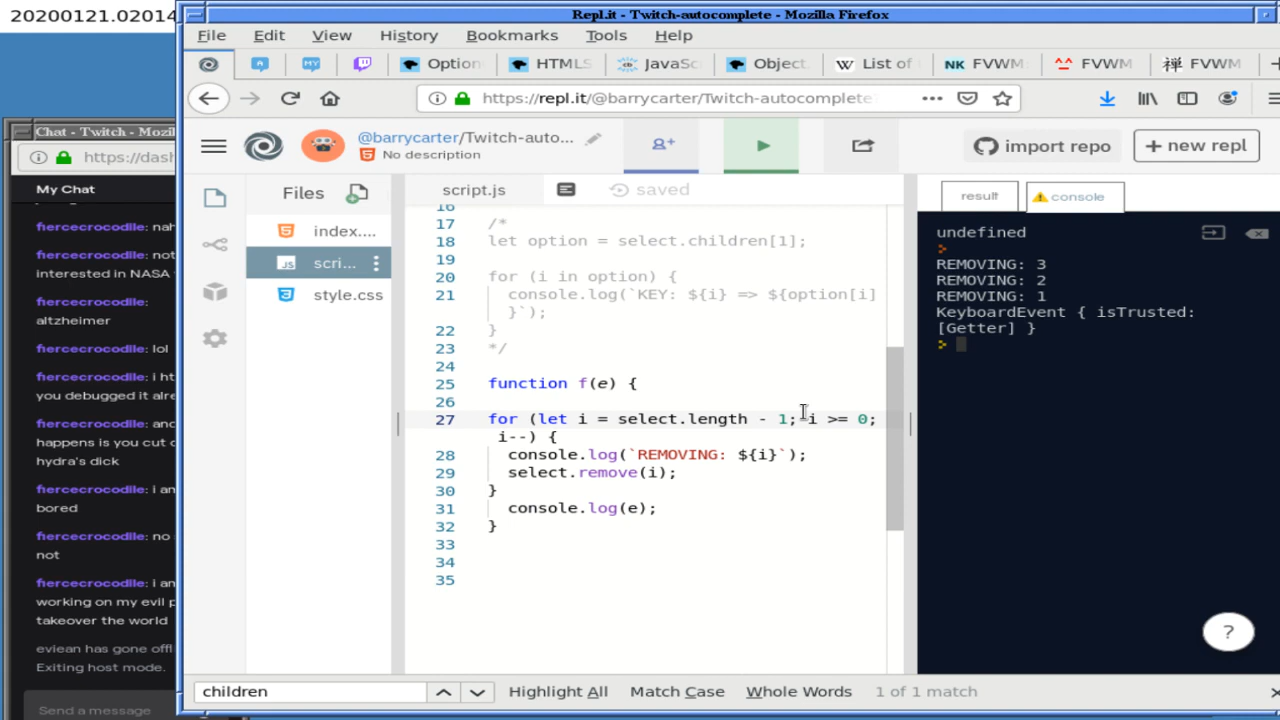 20200121.02014
Repl.it - Twitch-autocomplete - Mozilla Firefox
File Edit View History Bookmarks Tools Help
Option HTML5 JavaSc Object. List of NK FVWM FVWM 禅 FVWM
https://repl.it/@barrycarter/Twitch-autocomplete
Chat - Twitch - Mozil
https://dash
My Chat
fiercecrocodile: nah
fiercecrocodile: not
interested in NASA
fiercecrocodile:
altzheimer
fiercecrocodile: lol
fiercecrocodile: i ht
you debugged it alre
fiercecrocodile: and
happens is you cut o
hydra's dick
fiercecrocodile: i am
bored
fiercecrocodile: no
not
fiercecrocodile: i am
working on my evil p
takeover the world
eviean has gone offl
Exiting host mode.
Send a message
@barrycarter/Twitch-auto...
No description
import repo
+ new repl
Files
index....
scri...
style.css
script.js
saved
16
17 /*
18 let option = select.children[1];
19
20 for (i in option) {
21 console.log(`KEY: ${i} => ${option[i]
}`);
22 }
23 */
24
25 function f(e) {
26
27 for (let i = select.length - 1; i >= 0;
i--) {
28 console.log(`REMOVING: ${i}`);
29 select.remove(i);
30 }
31 console.log(e);
32 }
33
34
35
result
console
undefined
>
REMOVING: 3
REMOVING: 2
REMOVING: 1
KeyboardEvent { isTrusted:
[Getter] }
>
?
children
Highlight All Match Case Whole Words 1 of 1 match